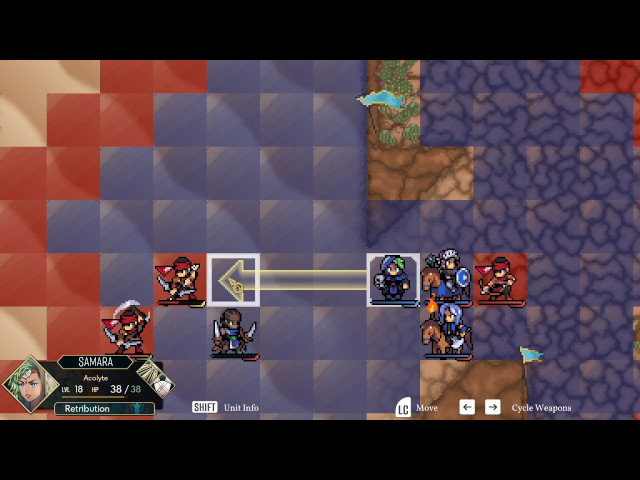 SAMARA
Acolyte
LVL 18 HP 38 / 38
Retribution
SHIFT Unit Info
LC Move
← → Cycle Weapons